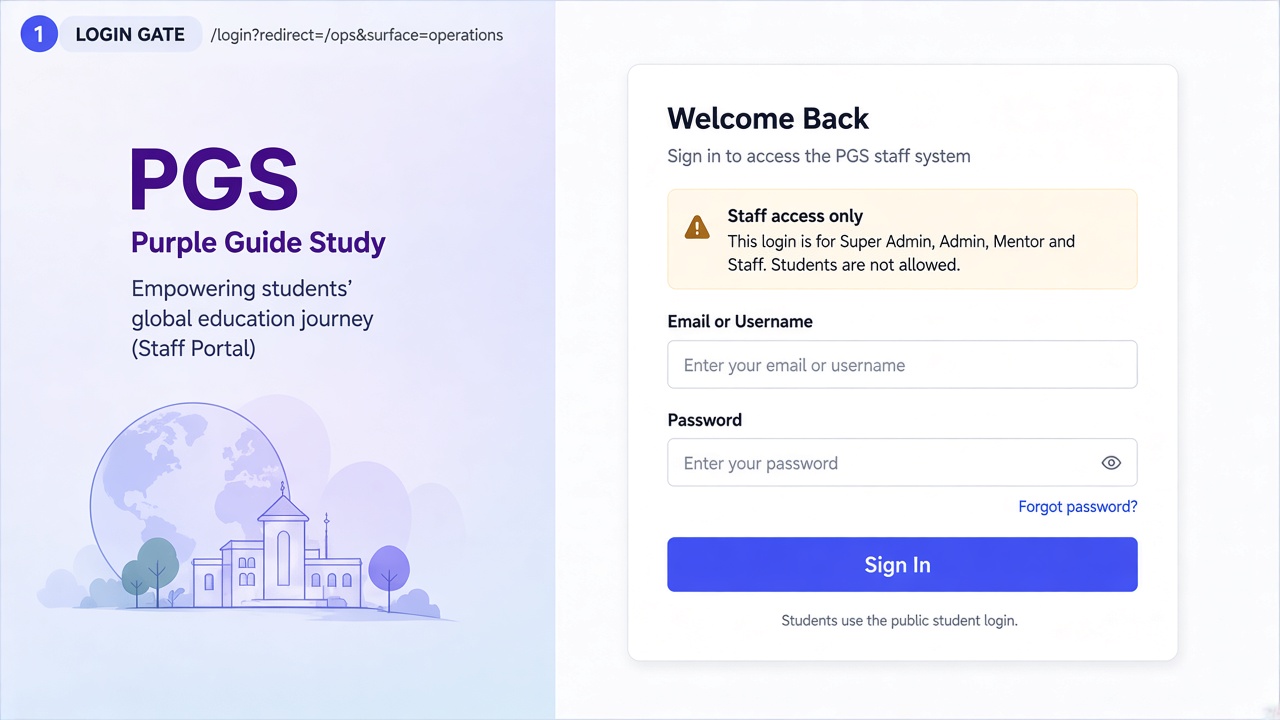 1 LOGIN GATE /login?redirect=/ops&surface=operations
PGS
Purple Guide Study
Empowering students’
global education journey
(Staff Portal)
Welcome Back
Sign in to access the PGS staff system
Staff access only
This login is for Super Admin, Admin, Mentor and
Staff. Students are not allowed.
Email or Username
Enter your email or username
Password
Enter your password
Forgot password?
Sign In
Students use the public student login.